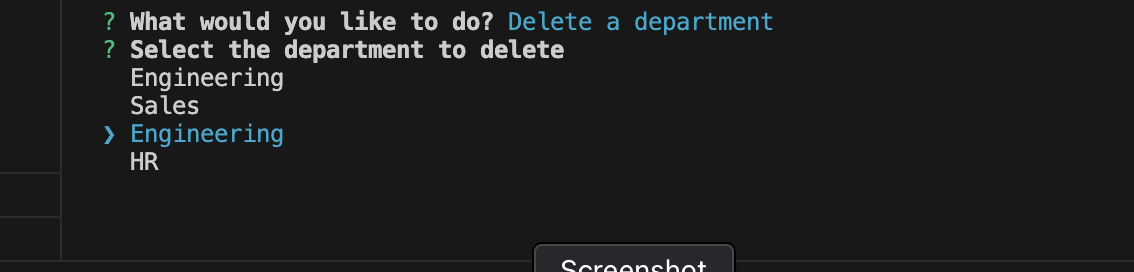 ? What would you like to do? Delete a department
? Select the department to delete
Engineering
Sales
❯ Engineering
HR
Screenshot